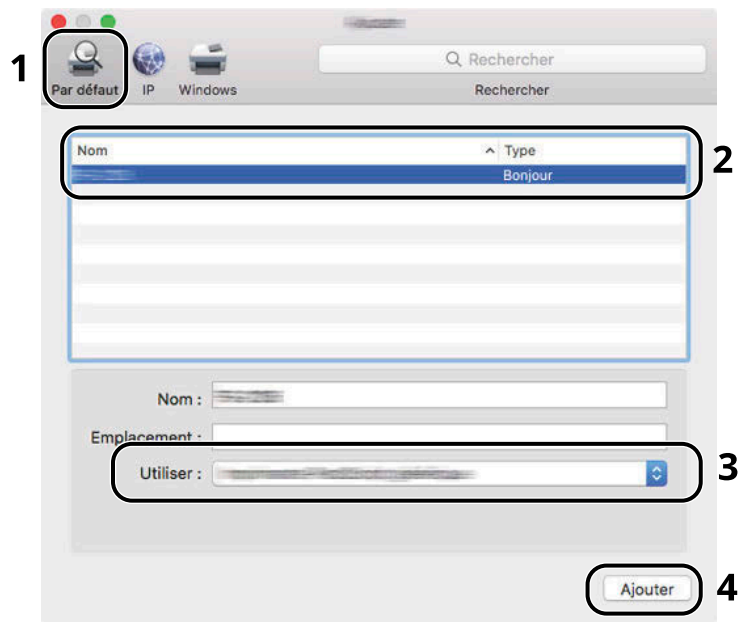 1
Par défaut IP Windows
Rechercher
Rechercher
2
Nom Type
Bonjour
Nom :
Emplacement :
3
Utiliser :
4
Ajouter